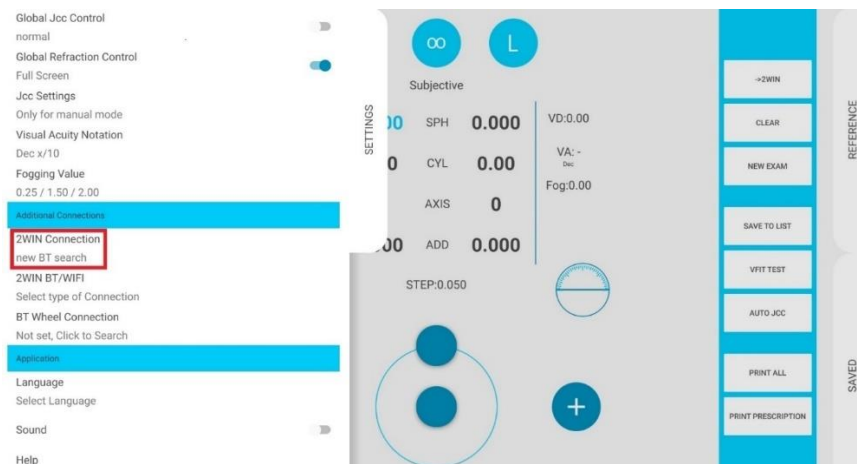 Global Jcc Control
normal
Global Refraction Control
Full Screen
Jcc Settings
Only for manual mode
Visual Acuity Notation
Dec x/10
Fogging Value
0.25 / 1.50 / 2.00
Additional Connections
2WIN Connection
new BT search
2WIN BT/WIFI
Select type of Connection
BT Wheel Connection
Not set, Click to Search
Application
Language
Select Language
Sound
Help
SETTINGS
∞ L
Subjective
00 SPH 0.000
0 CYL 0.00
AXIS 0
00 ADD 0.000
STEP:0.050
VD:0.00
VA: -
Dec
Fog:0.00
+
->2WIN
CLEAR
NEW EXAM
SAVE TO LIST
VFIT TEST
AUTO JCC
PRINT ALL
PRINT PRESCRIPTION
REFERENCE
SAVED